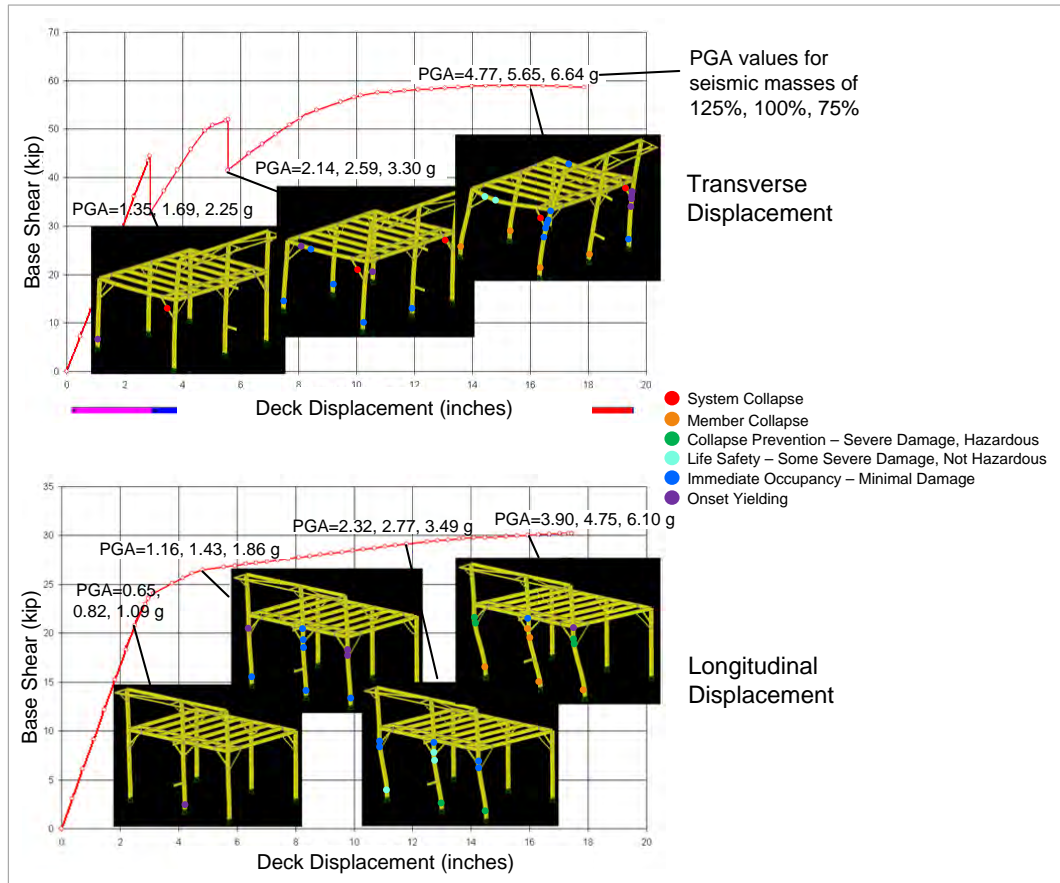 70
60
50
40
30
20
10
0
Base Shear (kip)
PGA=4.77, 5.65, 6.64 g
PGA values for
seismic masses of
125%, 100%, 75%
PGA=2.14, 2.59, 3.30 g
PGA=1.35, 1.69, 2.25 g
Transverse
Displacement
0 2 4 6 8 10 12 14 16 18 20
Deck Displacement (inches)
System Collapse
Member Collapse
Collapse Prevention – Severe Damage, Hazardous
Life Safety – Some Severe Damage, Not Hazardous
Immediate Occupancy – Minimal Damage
Onset Yielding
35
30
25
20
15
10
5
0
Base Shear (kip)
PGA=2.32, 2.77, 3.49 g
PGA=3.90, 4.75, 6.10 g
PGA=1.16, 1.43, 1.86 g
PGA=0.65,
0.82, 1.09 g
Longitudinal
Displacement
0 2 4 6 8 10 12 14 16 18 20
Deck Displacement (inches)